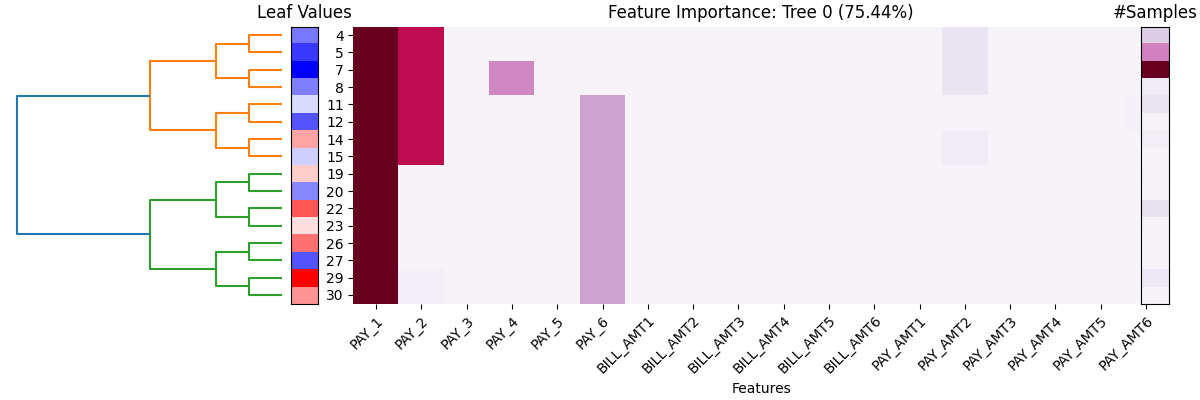 Leaf Values
Feature Importance: Tree 0 (75.44%)
#Samples
4
5
7
8
11
12
14
15
19
20
22
23
26
27
29
30
PAY_1
PAY_2
PAY_3
PAY_4
PAY_5
PAY_6
BILL_AMT1
BILL_AMT2
BILL_AMT3
BILL_AMT4
BILL_AMT5
BILL_AMT6
PAY_AMT1
PAY_AMT2
PAY_AMT3
PAY_AMT4
PAY_AMT5
PAY_AMT6
Features